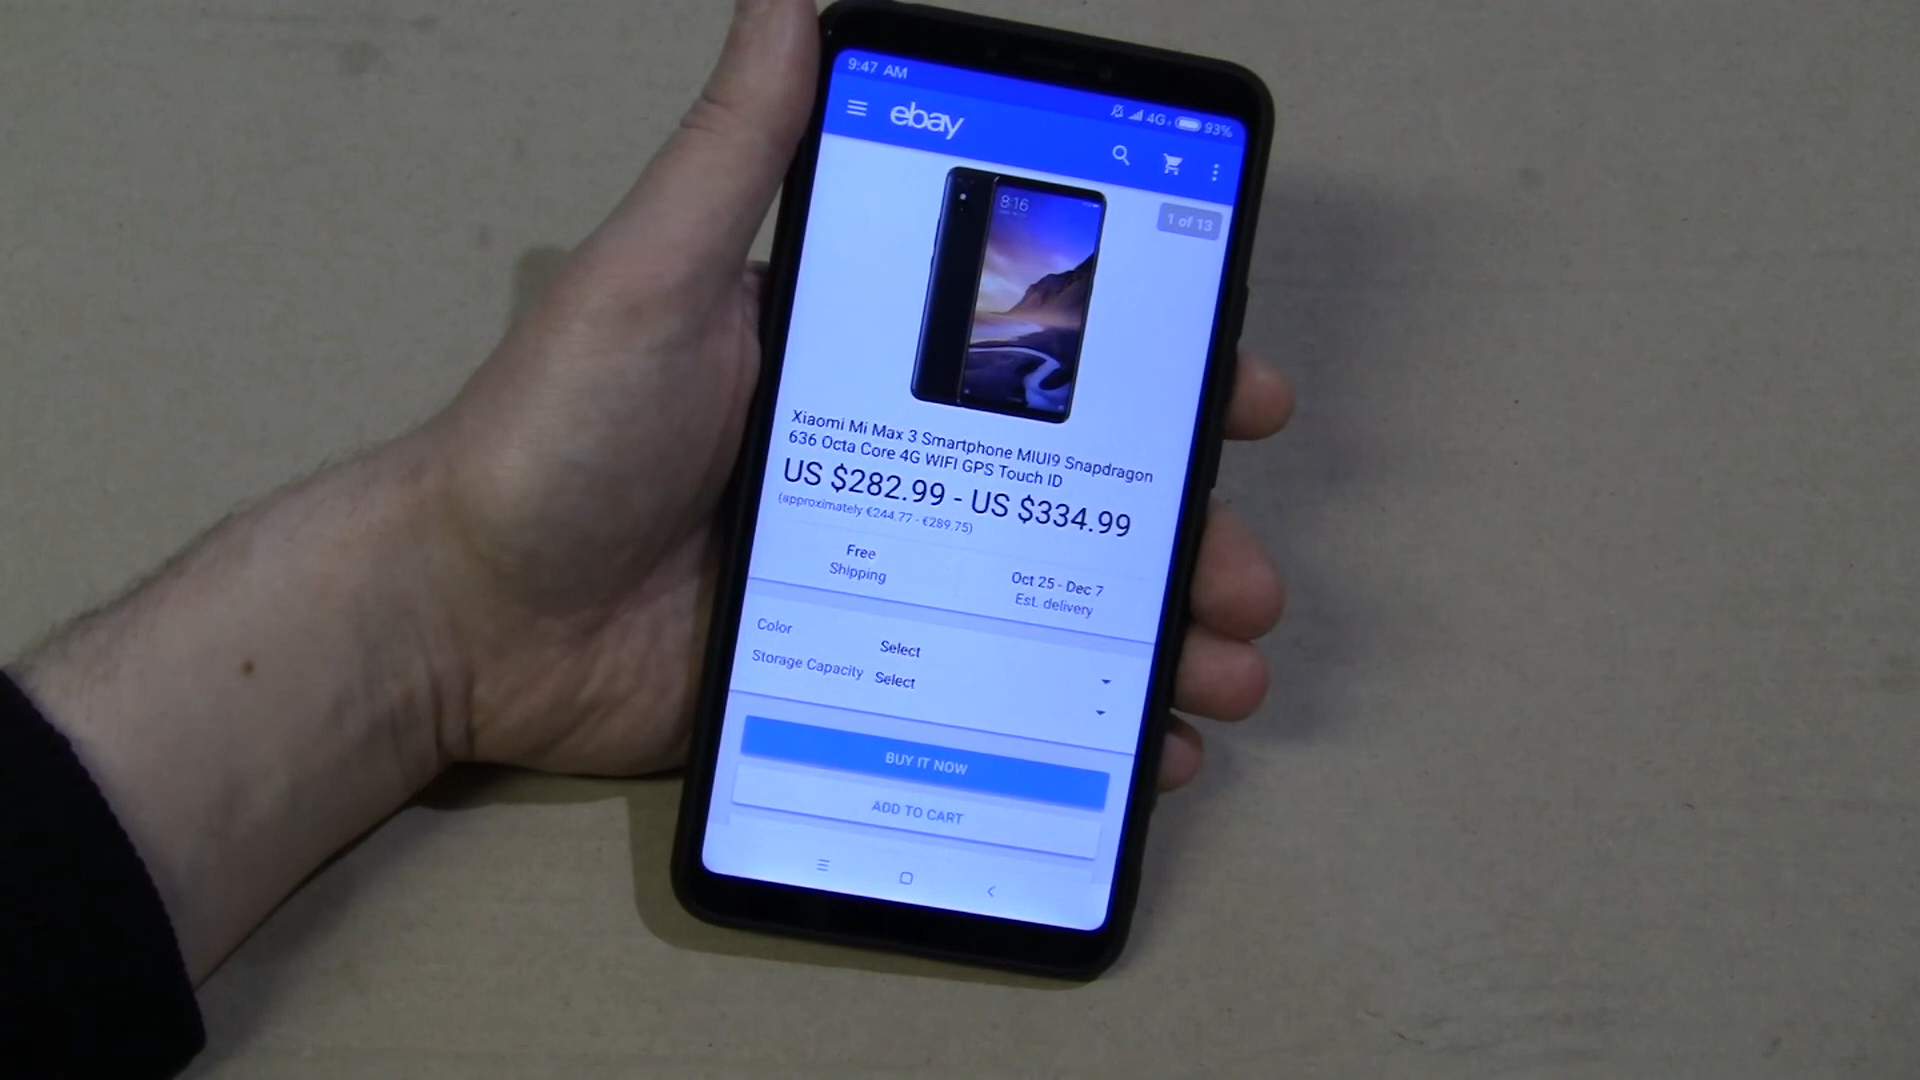 9:47 AM
4G 93%
ebay
1 of 13
8:16
Xiaomi Mi Max 3 Smartphone MIUI9 Snapdragon
636 Octa Core 4G WIFI GPS Touch ID
US $282.99 - US $334.99
(approximately €244.77 - €289.75)
Free
Shipping
Oct 25 - Dec 7
Est. delivery
Color Select
Storage Capacity Select
BUY IT NOW
ADD TO CART